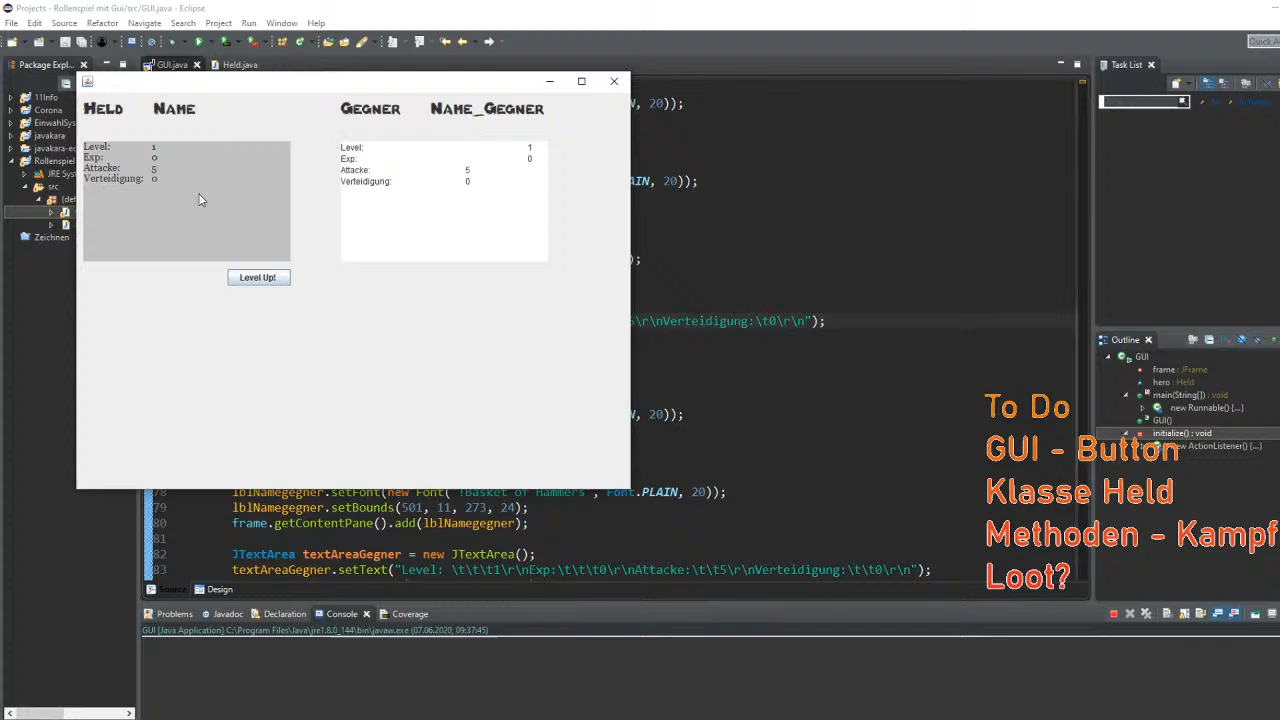 Projects - Rollenspiel mit Gui/src/GUI.java - Eclipse
File Edit Source Refactor Navigate Search Project Run Window Help
Quick A
Package Expl
GUI.java
Held.java
Task List
11Info
Corona
EinwahlSys
javakara
javakara-ec
Rollenspiel
JRE System
src
(def
Zeichnen
Held Name
Gegner Name_Gegner
Level: 1
Exp: 0
Attacke: 5
Verteidigung: 0
Level: 1
Exp: 0
Attacke: 5
Verteidigung: 0
Level Up!
, 20));
AIN, 20));
);
5\r\nVerteidigung:\t0\r\n");
N, 20));
78 lblNamegegner.setFont(new Font("!Basket of Hammers", Font.PLAIN, 20));
79 lblNamegegner.setBounds(501, 11, 273, 24);
80 frame.getContentPane().add(lblNamegegner);
81
82 JTextArea textAreaGegner = new JTextArea();
83 textAreaGegner.setText("Level: \t\t\t1\r\nExp:\t\t\t0\r\nAttacke:\t\t5\r\nVerteidigung:\t\t0\r\n");
Source Design
Outline
GUI
frame : JFrame
hero : Held
main(String[]) : void
new Runnable() {...}
GUI()
initialize() : void
new ActionListener() {...}
To Do
GUI - Button
Klasse Held
Methoden - Kampf
Loot?
Problems Javadoc Declaration Console Coverage
GUI [Java Application] C:\Program Files\Java\jre1.8.0_144\bin\javaw.exe (07.06.2020, 09:37:45)